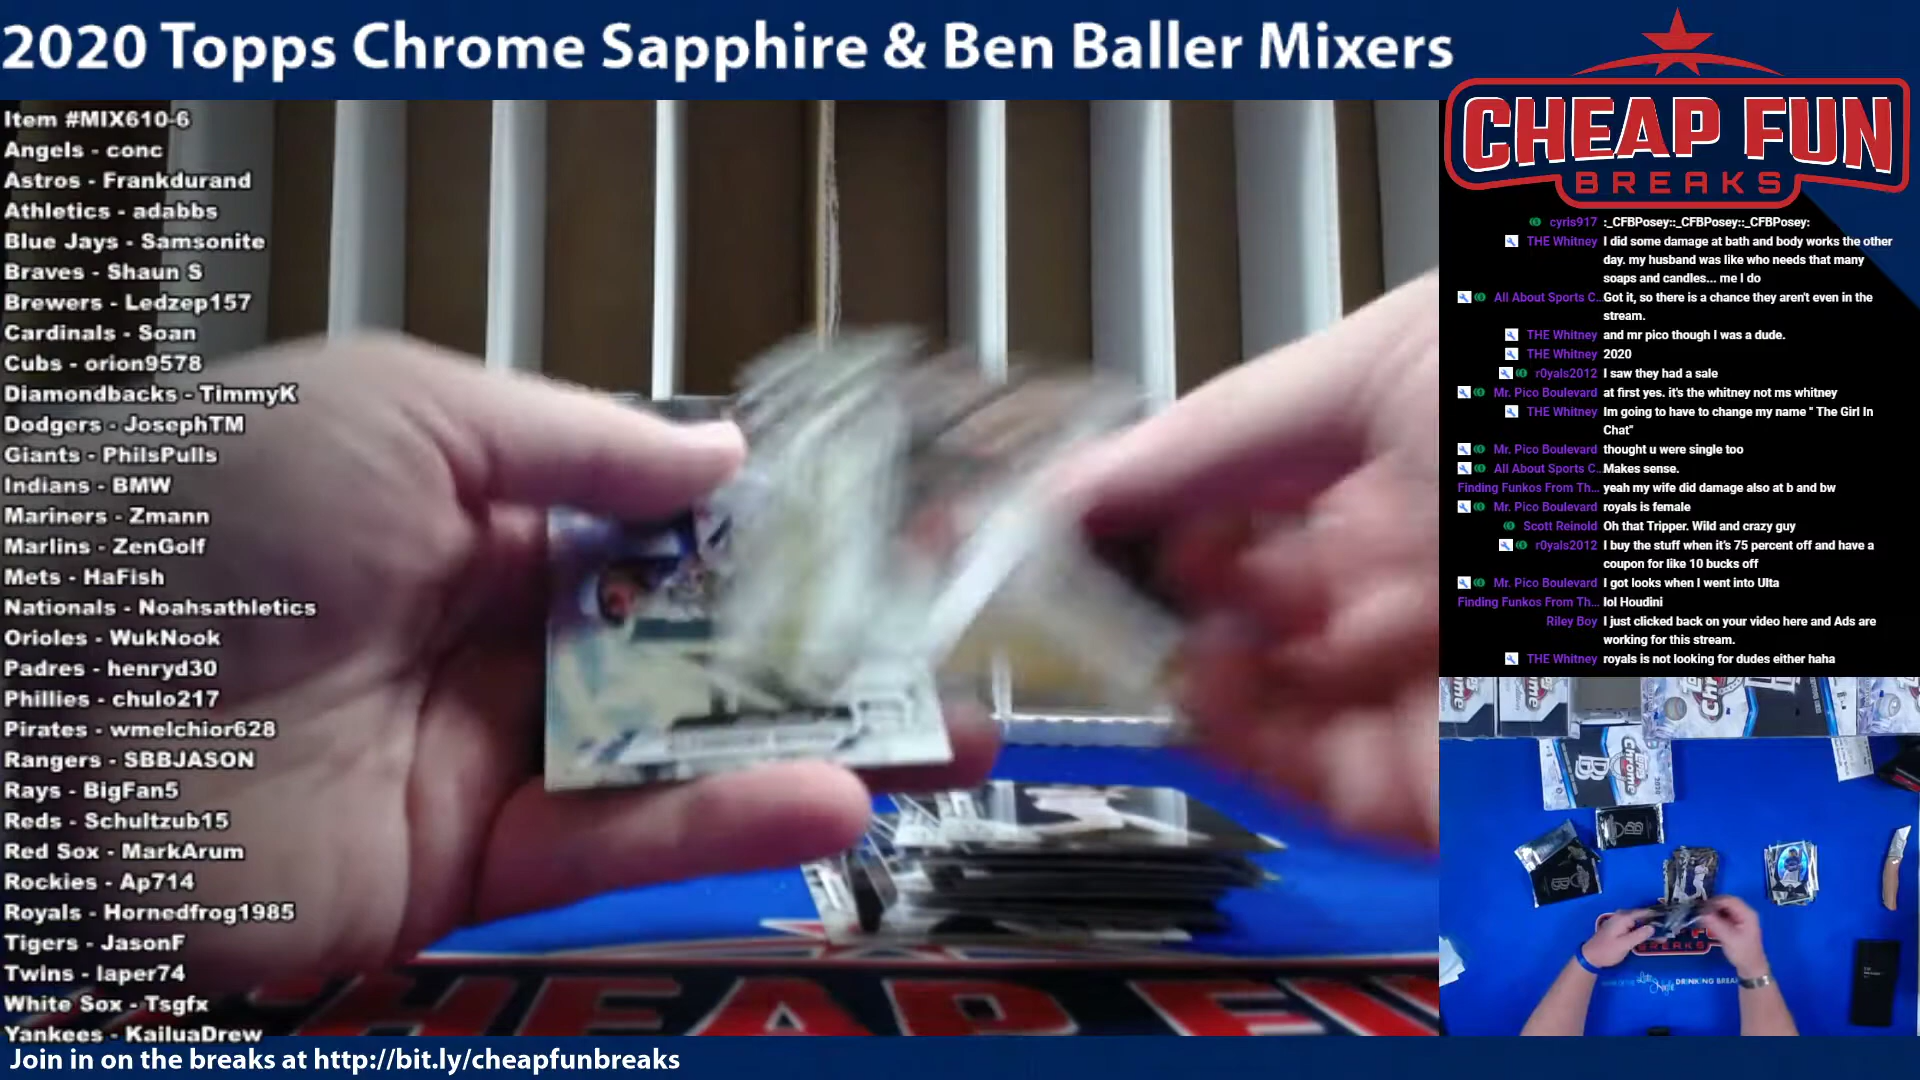 2020 Topps Chrome Sapphire & Ben Baller Mixers
Item #MIX610-6
Angels - conc
Astros - Frankdurand
Athletics - adabbs
Blue Jays - Samsonite
Braves - Shaun S
Brewers - Ledzep157
Cardinals - Soan
Cubs - orion9578
Diamondbacks - TimmyK
Dodgers - JosephTM
Giants - PhilsPulls
Indians - BMW
Mariners - Zmann
Marlins - ZenGolf
Mets - HaFish
Nationals - Noahsathletics
Orioles - WukNook
Padres - henryd30
Phillies - chulo217
Pirates - wmelchior628
Rangers - SBBJASON
Rays - BigFan5
Reds - Schultzub15
Red Sox - MarkArum
Rockies - Ap714
Royals - Hornedfrog1985
Tigers - JasonF
Twins - laper74
White Sox - Tsgfx
Yankees - KailuaDrew
Join in on the breaks at http://bit.ly/cheapfunbreaks
CHEAP FUN
BREAKS
cyris917 :_CFBPosey::_CFBPosey::_CFBPosey:
THE Whitney I did some damage at bath and body works the other
day. my husband was like who needs that many
soaps and candles... me I do
All About Sports C... Got it, so there is a chance they aren't even in the
stream.
THE Whitney and mr pico though I was a dude.
THE Whitney 2020
r0yals2012 I saw they had a sale
Mr. Pico Boulevard at first yes. it's the whitney not ms whitney
THE Whitney Im going to have to change my name " The Girl In
Chat"
Mr. Pico Boulevard thought u were single too
All About Sports C... Makes sense.
Finding Funkos From Th... yeah my wife did damage also at b and bw
Mr. Pico Boulevard royals is female
Scott Reinold Oh that Tripper. Wild and crazy guy
r0yals2012 I buy the stuff when it's 75 percent off and have a
coupon for like 10 bucks off
Mr. Pico Boulevard I got looks when I went into Ulta
Finding Funkos From Th... lol Houdini
Riley Boy I just clicked back on your video here and Ads are
working for this stream.
THE Whitney royals is not looking for dudes either haha
Chrome
BREAKS
DRINKING BREA